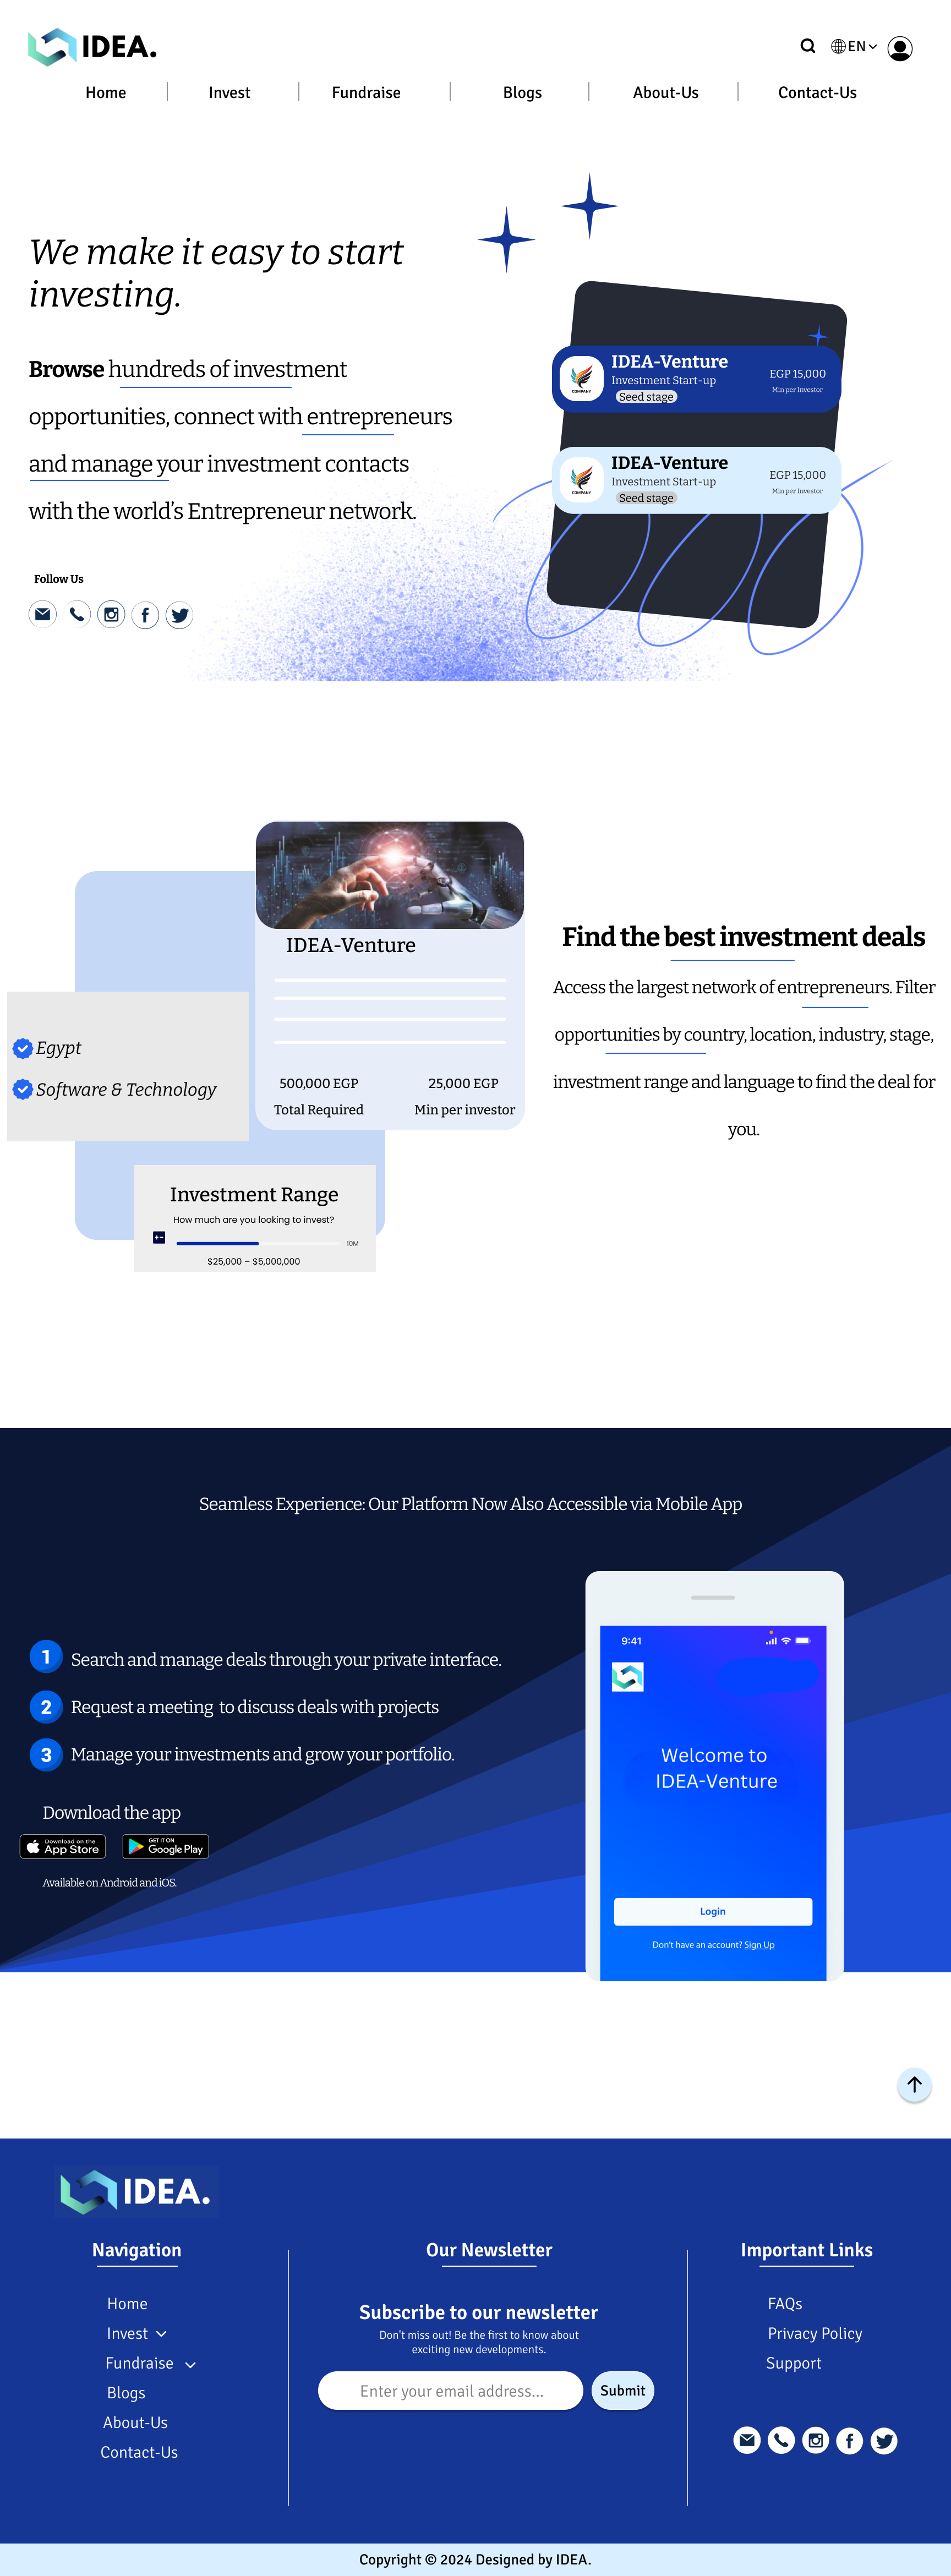 IDEA.
EN
Home
Invest
Fundraise
Blogs
About-Us
Contact-Us
We make it easy to start
investing.
Browse hundreds of investment
opportunities, connect with entrepreneurs
and manage your investment contacts
with the world’s Entrepreneur network.
Follow Us
IDEA-Venture
Investment Start-up
Seed stage
EGP 15,000
Min per Investor
COMPANY
IDEA-Venture
Investment Start-up
Seed stage
EGP 15,000
Min per Investor
COMPANY
IDEA-Venture
500,000 EGP
Total Required
25,000 EGP
Min per investor
Egypt
Software & Technology
Investment Range
How much are you looking to invest?
10M
$25,000 – $5,000,000
Find the best investment deals
Access the largest network of entrepreneurs. Filter
opportunities by country, location, industry, stage,
investment range and language to find the deal for
you.
Seamless Experience: Our Platform Now Also Accessible via Mobile App
1 Search and manage deals through your private interface.
2 Request a meeting to discuss deals with projects
3 Manage your investments and grow your portfolio.
Download the app
Download on the
App Store
GET IT ON
Google Play
Available on Android and iOS.
9:41
Welcome to
IDEA-Venture
Login
Don't have an account? Sign Up
IDEA.
Navigation
Home
Invest
Fundraise
Blogs
About-Us
Contact-Us
Our Newsletter
Subscribe to our newsletter
Don’t miss out! Be the first to know about
exciting new developments.
Enter your email address...
Submit
Important Links
FAQs
Privacy Policy
Support
Copyright © 2024 Designed by IDEA.